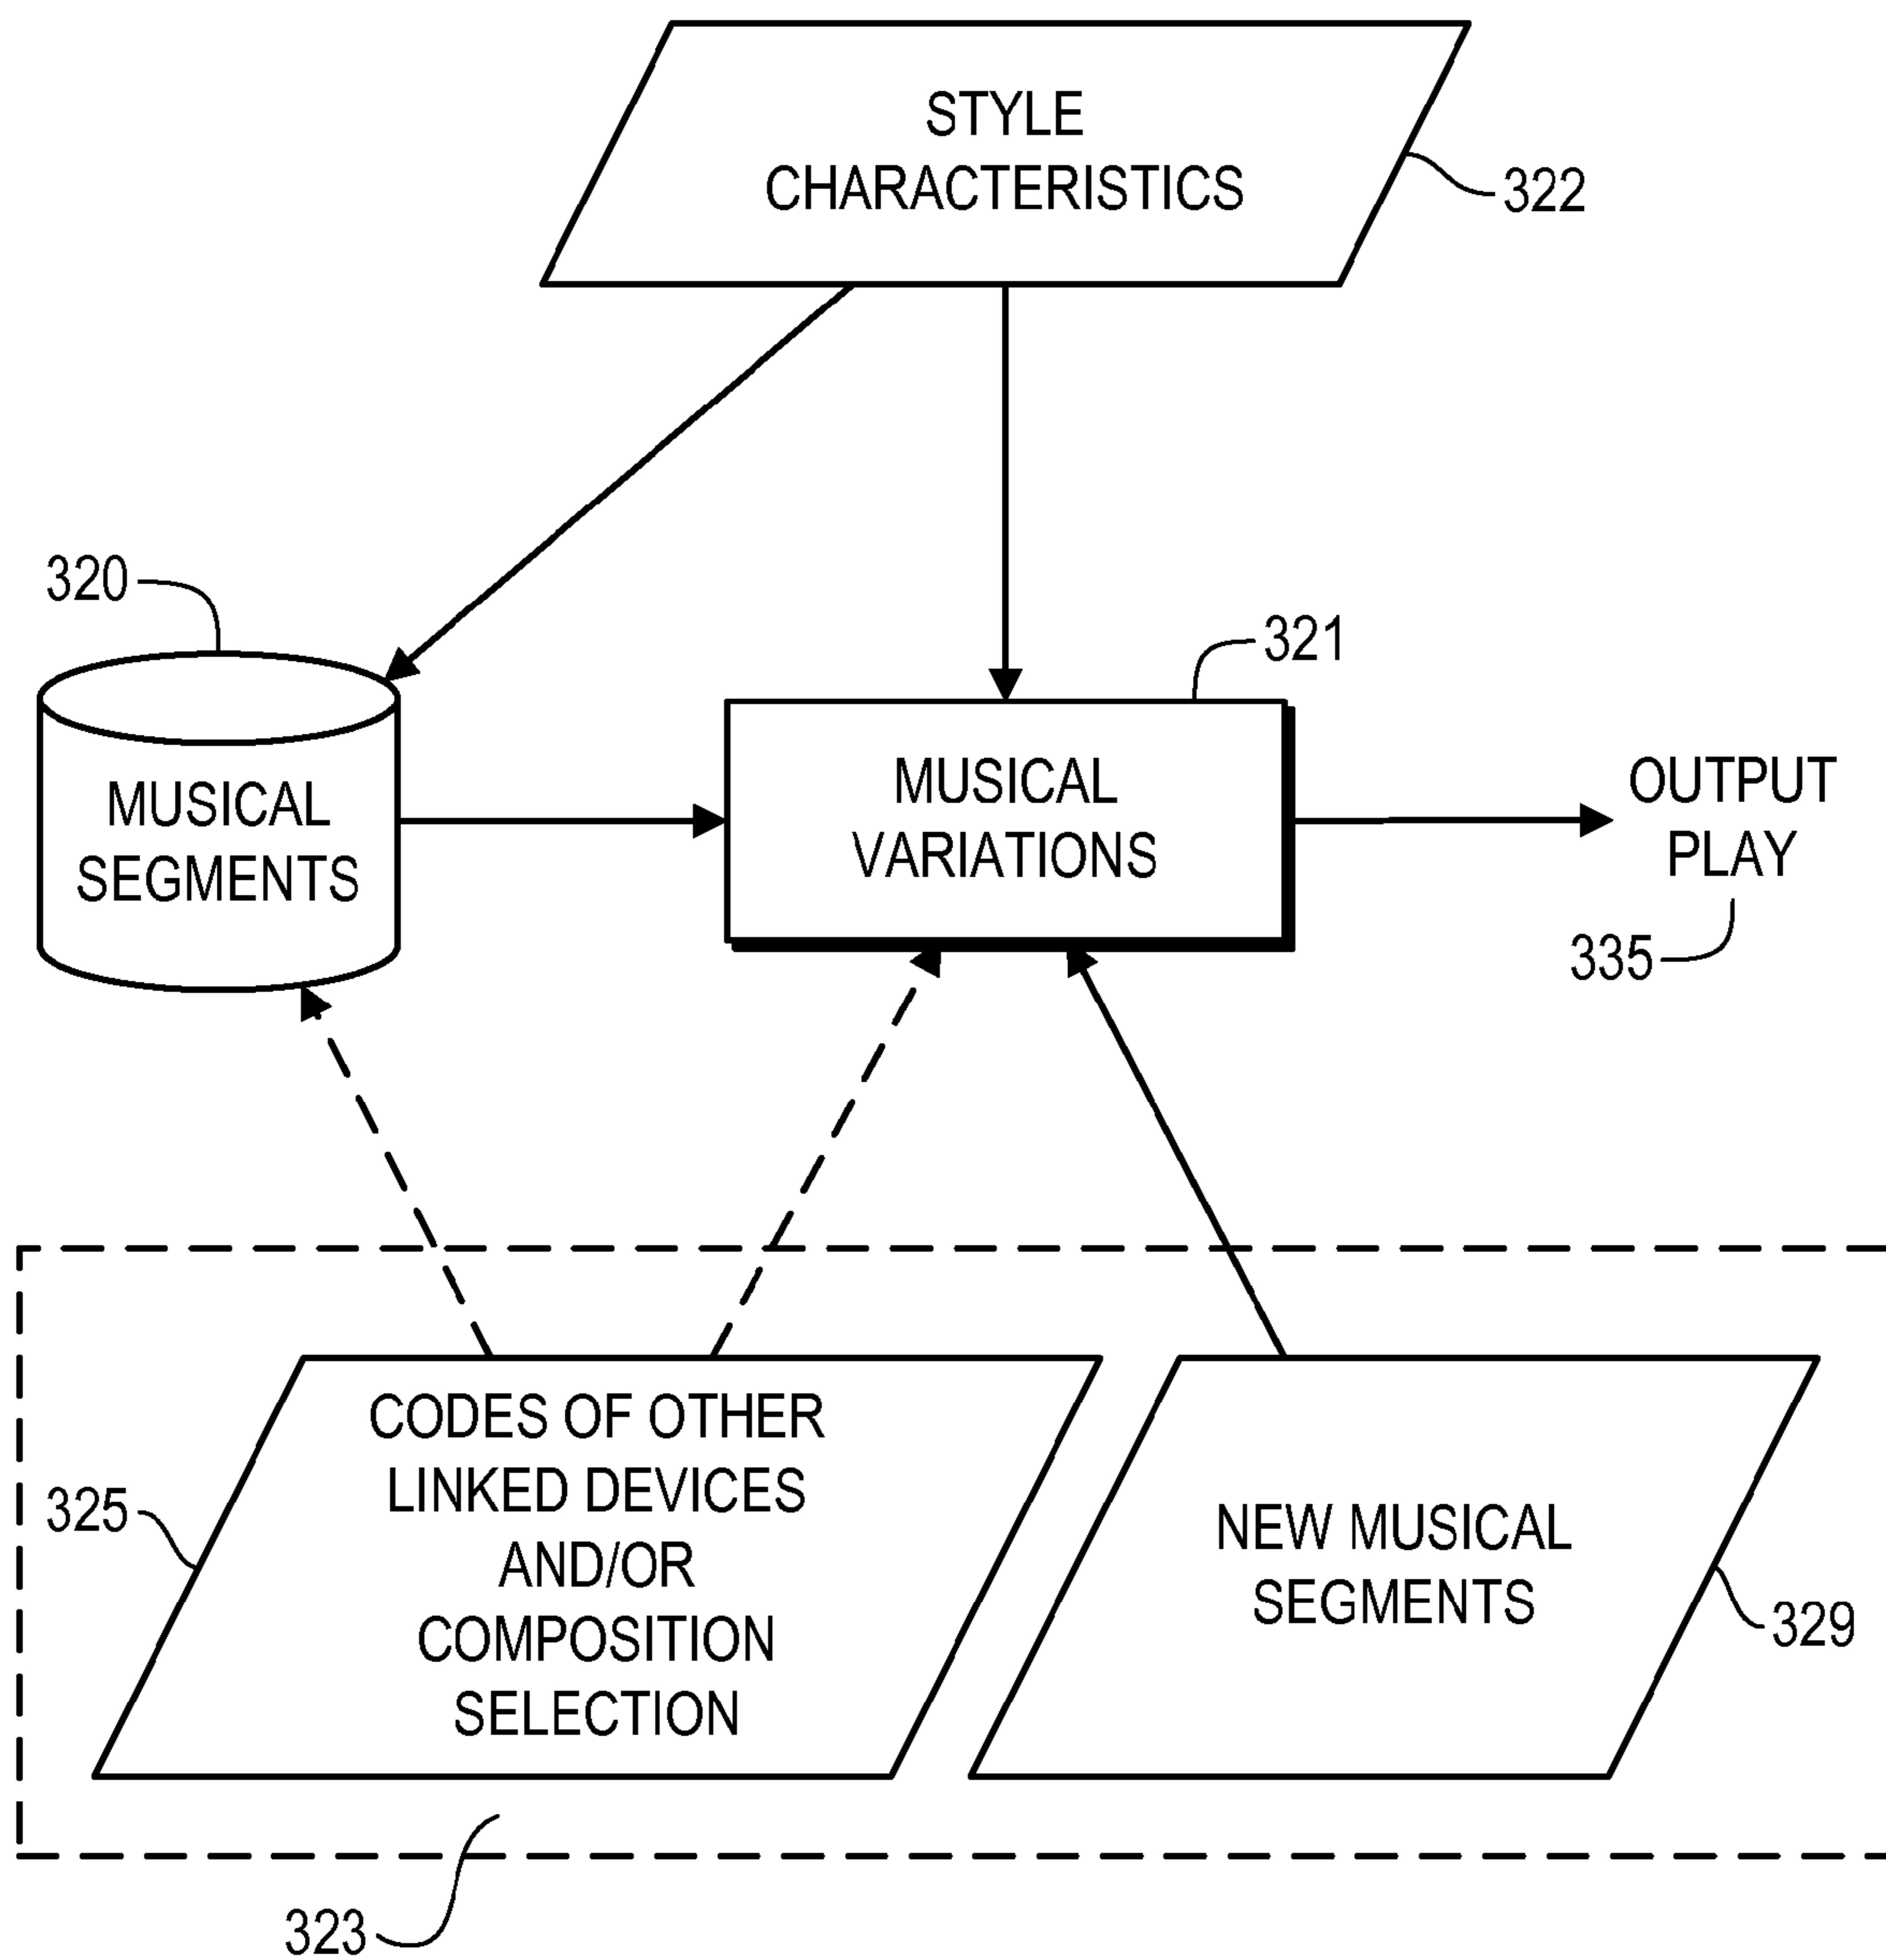 STYLE
CHARACTERISTICS
322
320
321
MUSICAL
SEGMENTS
MUSICAL
VARIATIONS
OUTPUT
PLAY
335
CODES OF OTHER
LINKED DEVICES
AND/OR
COMPOSITION
SELECTION
325
NEW MUSICAL
SEGMENTS
329
323